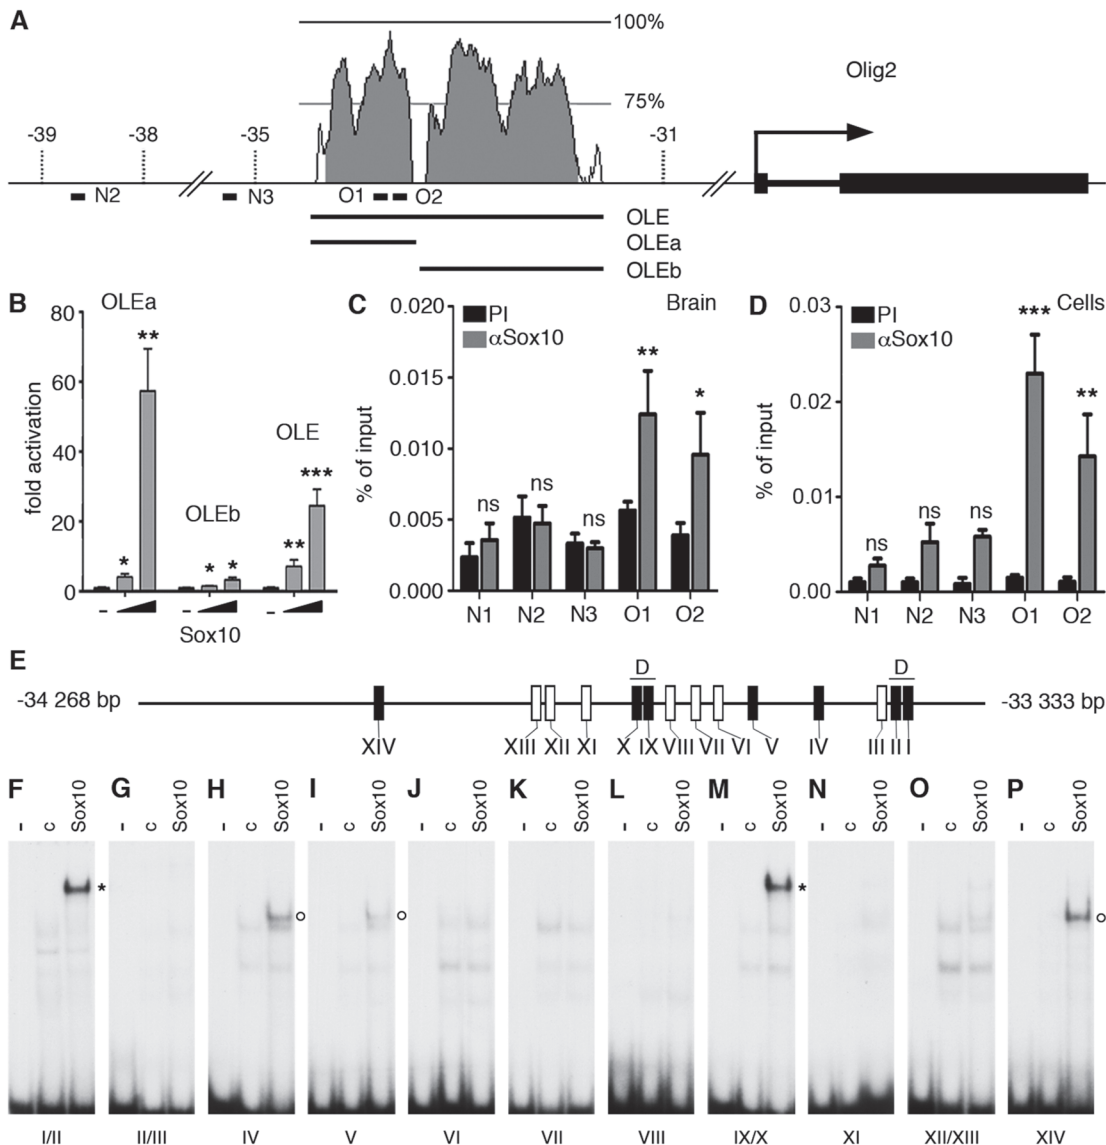 A
100%
Olig2
75%
-39
-38
-35
-31
N2
N3
O1
O2
OLE
OLEa
OLEb
B
OLEa
80
60
40
20
0
fold activation
**
*
OLEb
*
*
OLE
**
***
-
-
-
Sox10
C
Brain
PI
αSox10
0.020
0.015
0.010
0.005
0.000
% of input
ns
ns
ns
**
*
N1
N2
N3
O1
O2
D
Cells
PI
αSox10
0.03
0.02
0.01
0.00
% of input
ns
ns
ns
***
**
N1
N2
N3
O1
O2
E
D
D
-34 268 bp
-33 333 bp
XIV
XIII
XII
XI
X
IX
VIII
VII
VI
V
IV
III
II
I
F
- c Sox10
*
I/II
G
- c Sox10
II/III
H
- c Sox10
IV
I
- c Sox10
V
J
- c Sox10
VI
K
- c Sox10
VII
L
- c Sox10
VIII
M
- c Sox10
*
IX/X
N
- c Sox10
XI
O
- c Sox10
XII/XIII
P
- c Sox10
XIV